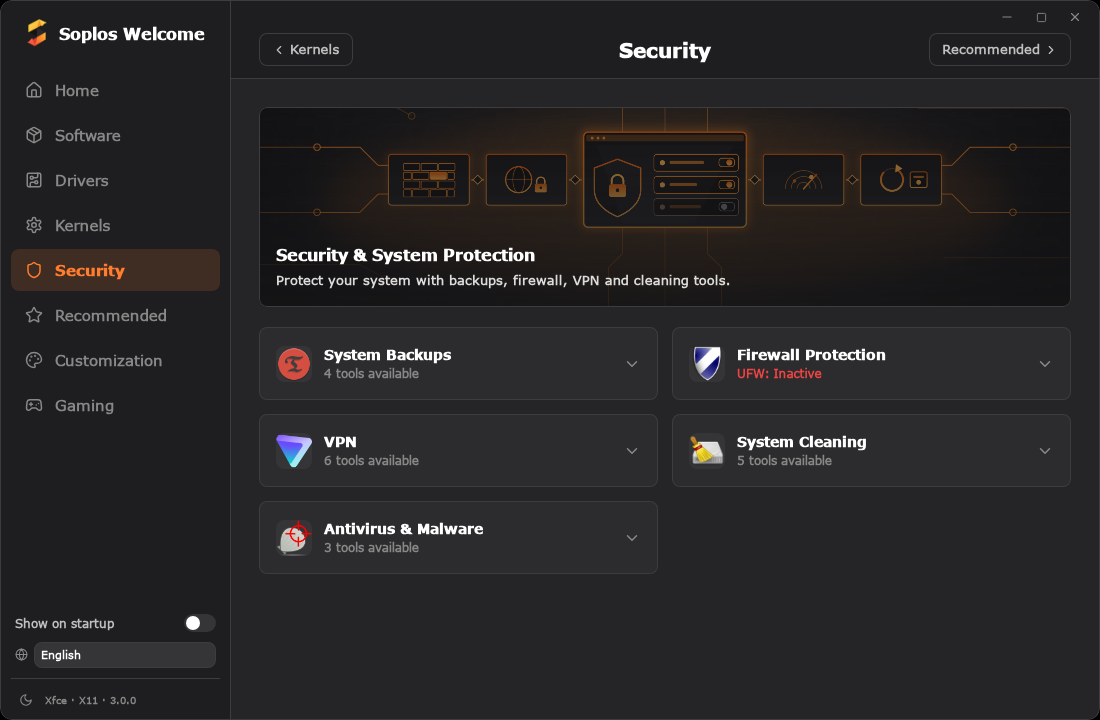 Soplos Welcome
Home
Software
Drivers
Kernels
Security
Recommended
Customization
Gaming
Show on startup
English
Xfce • X11 • 3.0.0
Kernels
Security
Recommended
Security & System Protection
Protect your system with backups, firewall, VPN and cleaning tools.
System Backups
4 tools available
Firewall Protection
UFW: Inactive
VPN
6 tools available
System Cleaning
5 tools available
Antivirus & Malware
3 tools available